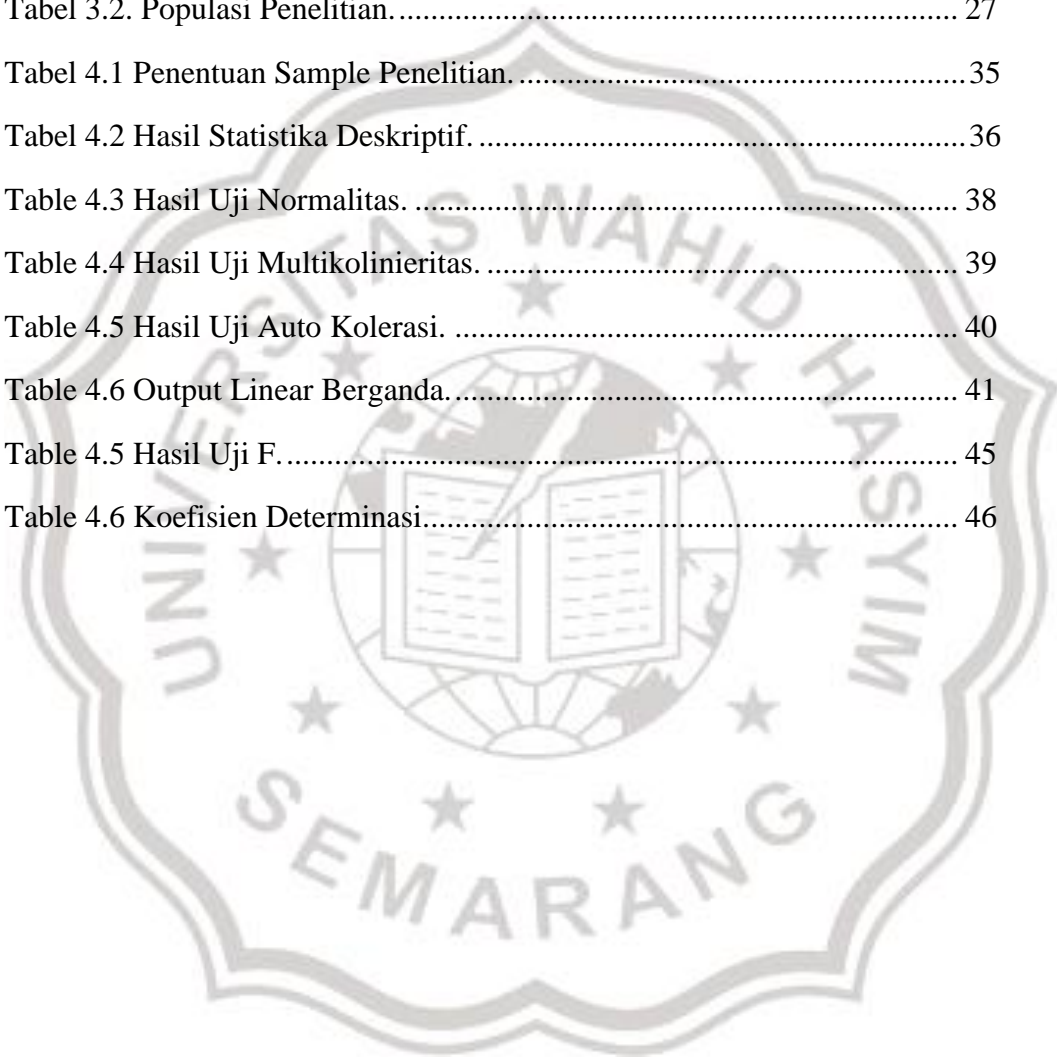 Tabel 3.2. Populasi Penelitian. ........................................................................ 27
Tabel 4.1 Penentuan Sample Penelitian. ......................................................... 35
Tabel 4.2 Hasil Statistika Deskriptif. .............................................................. 36
Table 4.3 Hasil Uji Normalitas. ..................................................................... 38
Table 4.4 Hasil Uji Multikolinieritas. ............................................................ 39
Table 4.5 Hasil Uji Auto Kolerasi. ................................................................ 40
Table 4.6 Output Linear Berganda. ................................................................ 41
Table 4.5 Hasil Uji F. ..................................................................................... 45
Table 4.6 Koefisien Determinasi. ................................................................... 46
UNIVERSITAS WAHID HASYIM
SEMARANG